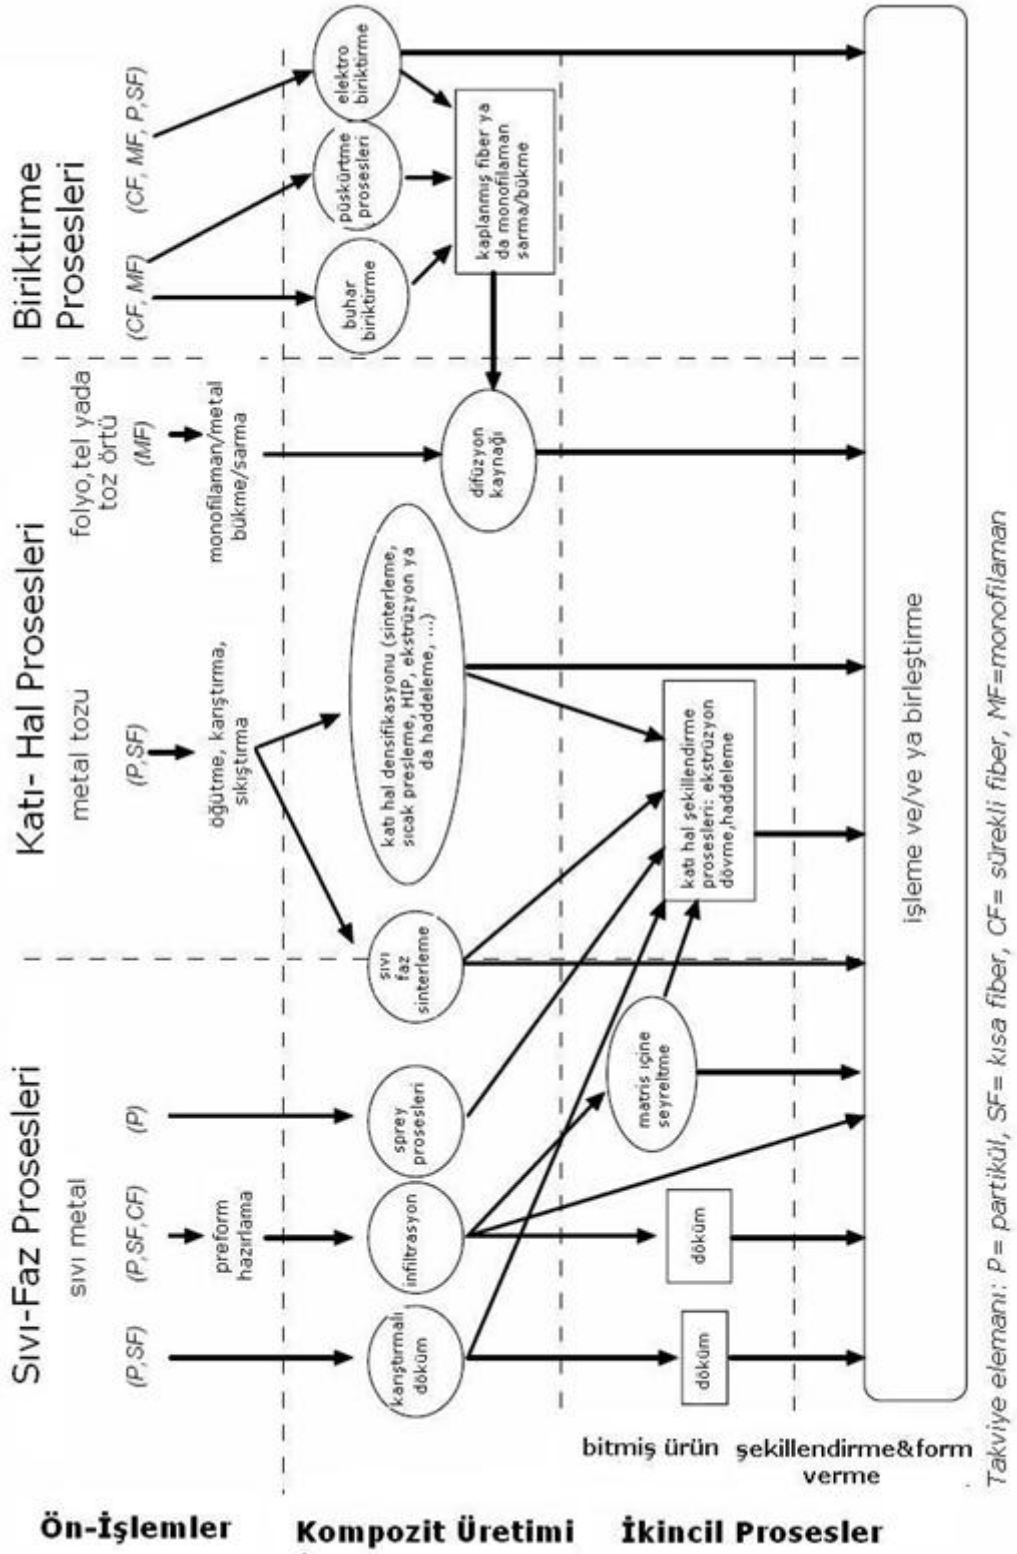 Sıvı-Faz Prosesleri
Katı- Hal Prosesleri
Biriktirme
Prosesleri
sıvı metal
metal tozu
folyo,tel yada
toz örtü
(P,SF)
(P,SF,CF)
(P)
(P,SF)
(MF)
(CF, MF)
(CF, MF, P,SF)
preform
hazırlama
öğütme, karıştırma,
sıkıştırma
monofilaman/metal
bükme/sarma
karıştırmalı
döküm
infiltrasyon
sprey
prosesleri
sıvı
faz
sinterleme
katı hal densifikasyonu (sinterleme,
sıcak presleme, HIP, ekstrüzyon ya
da haddeleme, ...)
difüzyon
kaynağı
buhar
biriktirme
püskürtme
prosesleri
elektro
biriktirme
kaplanmış fiber ya
da monofilaman
sarma/bükme
döküm
döküm
matris içine
seyreltme
katı hal şekillendirme
prosesleri: ekstrüzyon
dövme,haddeleme
işleme ve/ve ya birleştirme
Takviye elemanı: P= partikül, SF= kısa fiber, CF= sürekli fiber, MF=monofilaman
bitmiş ürün
şekillendirme&form
verme
Ön-İşlemler
Kompozit Üretimi
İkincil Prosesler